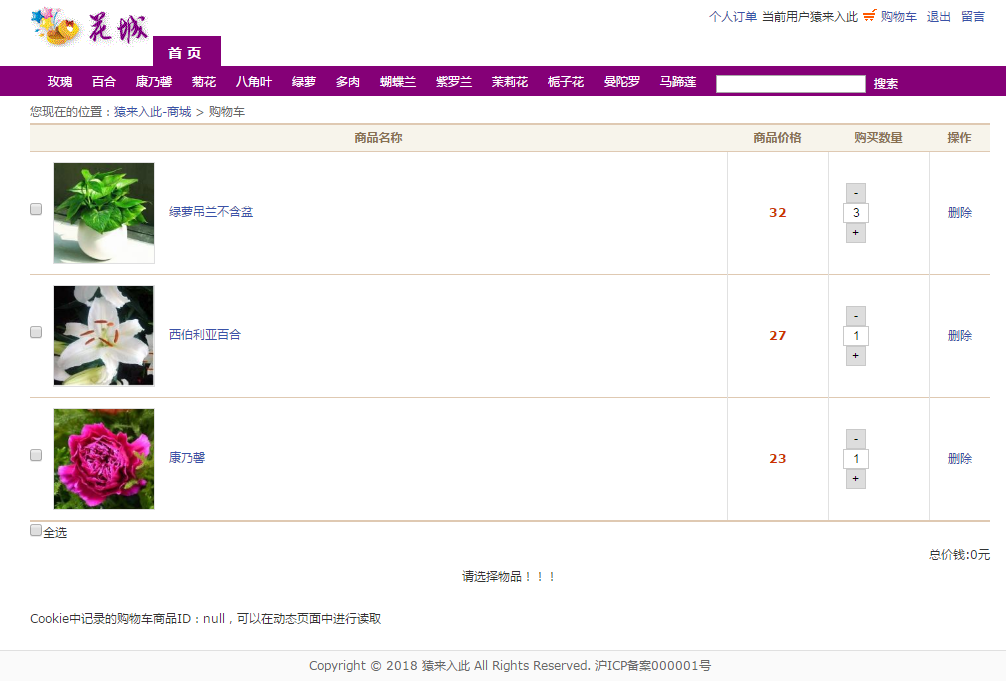 花城
个人订单 当前用户猿来入此 购物车 退出 留言
首 页
玫瑰 百合 康乃馨 菊花 八角叶 绿萝 多肉 蝴蝶兰 紫罗兰 茉莉花 栀子花 曼陀罗 马蹄莲 搜索
您现在的位置：猿来入此-商城 > 购物车
商品名称 商品价格 购买数量 操作
-
绿萝吊兰不含盆 32 3 删除
+
-
西伯利亚百合 27 1 删除
+
-
康乃馨 23 1 删除
+
全选
总价钱:0元
请选择物品！！！
Cookie中记录的购物车商品ID：null，可以在动态页面中进行读取
Copyright © 2018 猿来入此 All Rights Reserved. 沪ICP备案000001号